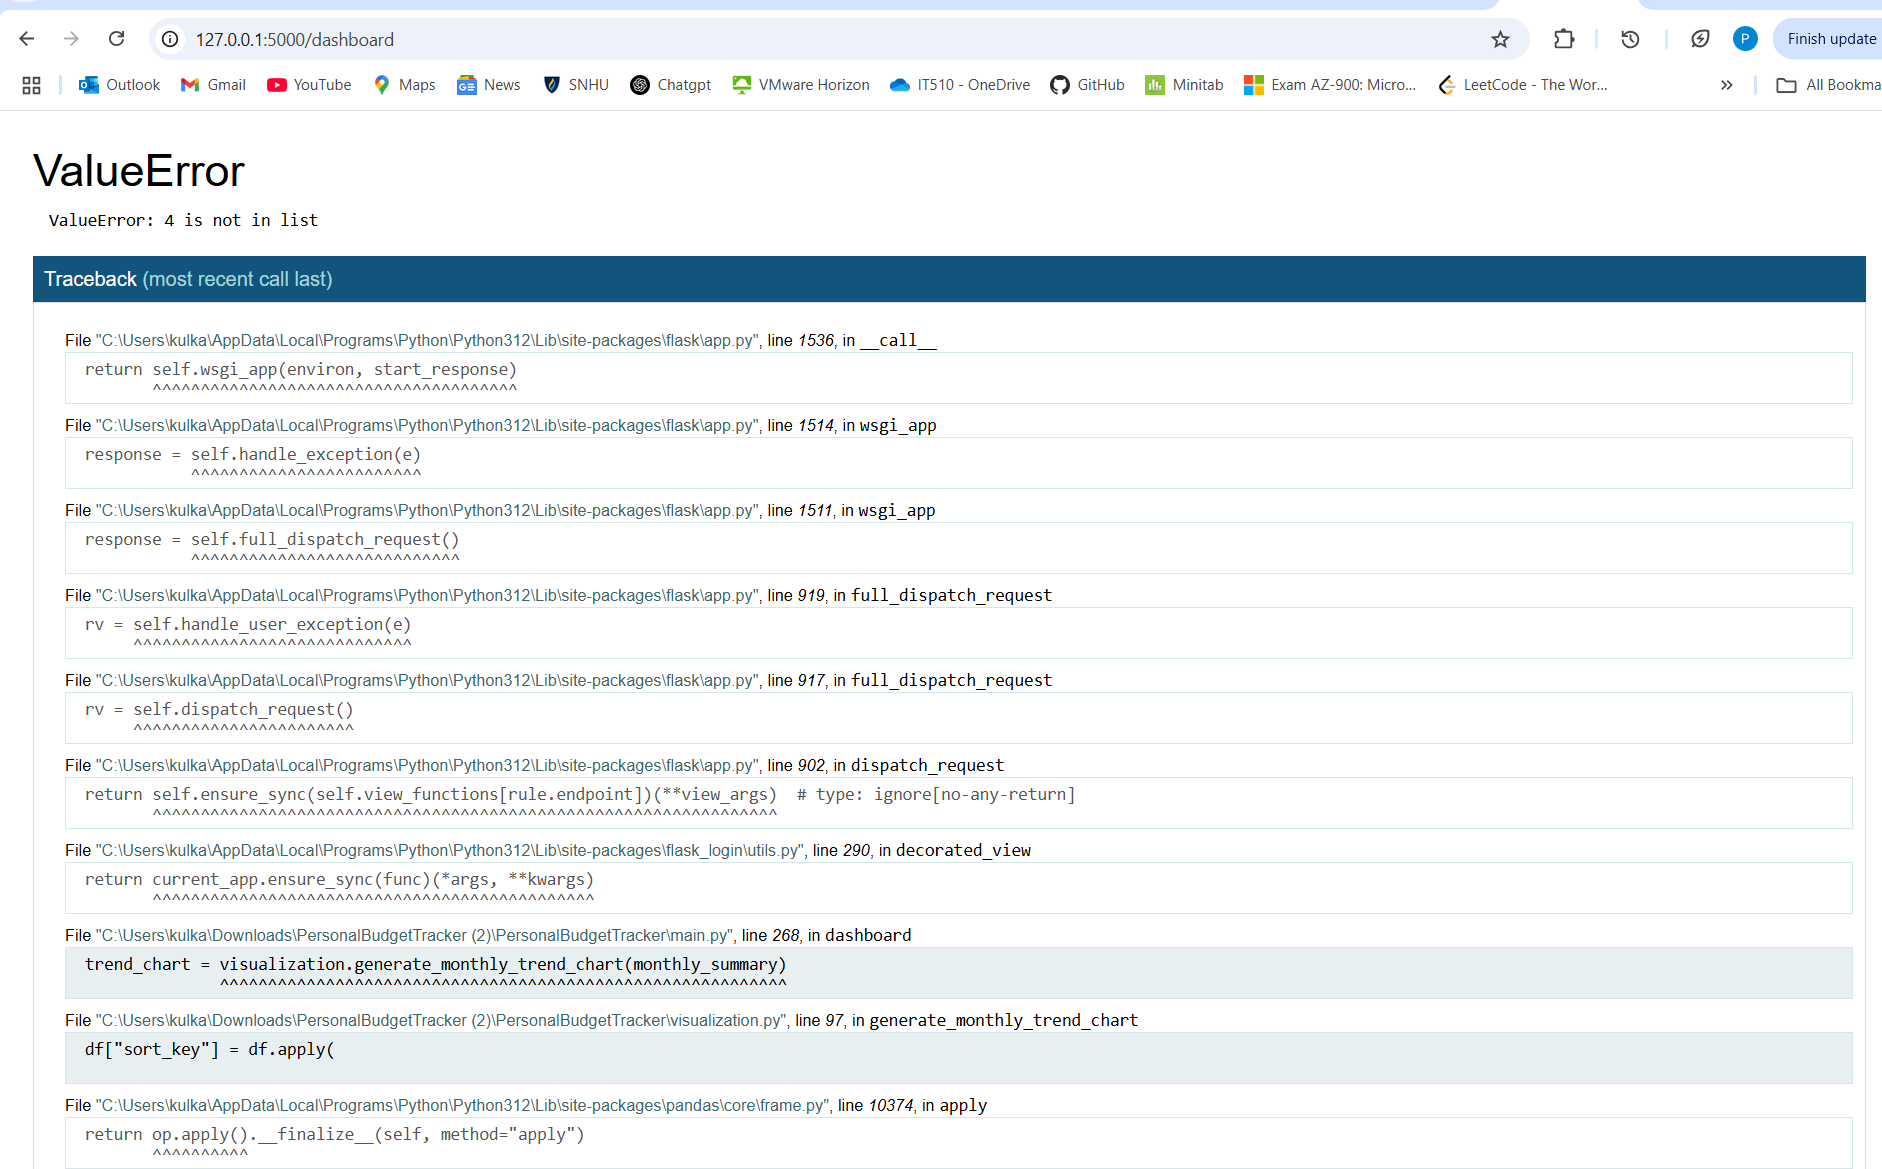 127.0.0.1:5000/dashboard
P
Finish update
Outlook
Gmail
YouTube
Maps
News
SNHU
Chatgpt
VMware Horizon
IT510 - OneDrive
GitHub
Minitab
Exam AZ-900: Micro...
LeetCode - The Wor...
»
All Bookma
ValueError
ValueError: 4 is not in list
Traceback (most recent call last)
File "C:\Users\kulka\AppData\Local\Programs\Python\Python312\Lib\site-packages\flask\app.py", line 1536, in __call__
return self.wsgi_app(environ, start_response)
^^^^^^^^^^^^^^^^^^^^^^^^^^^^^^^^^^^^^^
File "C:\Users\kulka\AppData\Local\Programs\Python\Python312\Lib\site-packages\flask\app.py", line 1514, in wsgi_app
response = self.handle_exception(e)
^^^^^^^^^^^^^^^^^^^^^^^^
File "C:\Users\kulka\AppData\Local\Programs\Python\Python312\Lib\site-packages\flask\app.py", line 1511, in wsgi_app
response = self.full_dispatch_request()
^^^^^^^^^^^^^^^^^^^^^^^^^^^^
File "C:\Users\kulka\AppData\Local\Programs\Python\Python312\Lib\site-packages\flask\app.py", line 919, in full_dispatch_request
rv = self.handle_user_exception(e)
^^^^^^^^^^^^^^^^^^^^^^^^^^^^^
File "C:\Users\kulka\AppData\Local\Programs\Python\Python312\Lib\site-packages\flask\app.py", line 917, in full_dispatch_request
rv = self.dispatch_request()
^^^^^^^^^^^^^^^^^^^^^^^
File "C:\Users\kulka\AppData\Local\Programs\Python\Python312\Lib\site-packages\flask\app.py", line 902, in dispatch_request
return self.ensure_sync(self.view_functions[rule.endpoint])(**view_args)  # type: ignore[no-any-return]
^^^^^^^^^^^^^^^^^^^^^^^^^^^^^^^^^^^^^^^^^^^^^^^^^^^^^^^^^^^^^^^^^
File "C:\Users\kulka\AppData\Local\Programs\Python\Python312\Lib\site-packages\flask_login\utils.py", line 290, in decorated_view
return current_app.ensure_sync(func)(*args, **kwargs)
^^^^^^^^^^^^^^^^^^^^^^^^^^^^^^^^^^^^^^^^^^^^^^
File "C:\Users\kulka\Downloads\PersonalBudgetTracker (2)\PersonalBudgetTracker\main.py", line 268, in dashboard
trend_chart = visualization.generate_monthly_trend_chart(monthly_summary)
^^^^^^^^^^^^^^^^^^^^^^^^^^^^^^^^^^^^^^^^^^^^^^^^^^^^^^^^^^^
File "C:\Users\kulka\Downloads\PersonalBudgetTracker (2)\PersonalBudgetTracker\visualization.py", line 97, in generate_monthly_trend_chart
df["sort_key"] = df.apply(
File "C:\Users\kulka\AppData\Local\Programs\Python\Python312\Lib\site-packages\pandas\core\frame.py", line 10374, in apply
return op.apply().__finalize__(self, method="apply")
^^^^^^^^^^